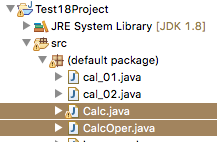 Test18Project
JRE System Library [JDK 1.8]
src
(default package)
cal_01.java
cal_02.java
Calc.java
CalcOper.java